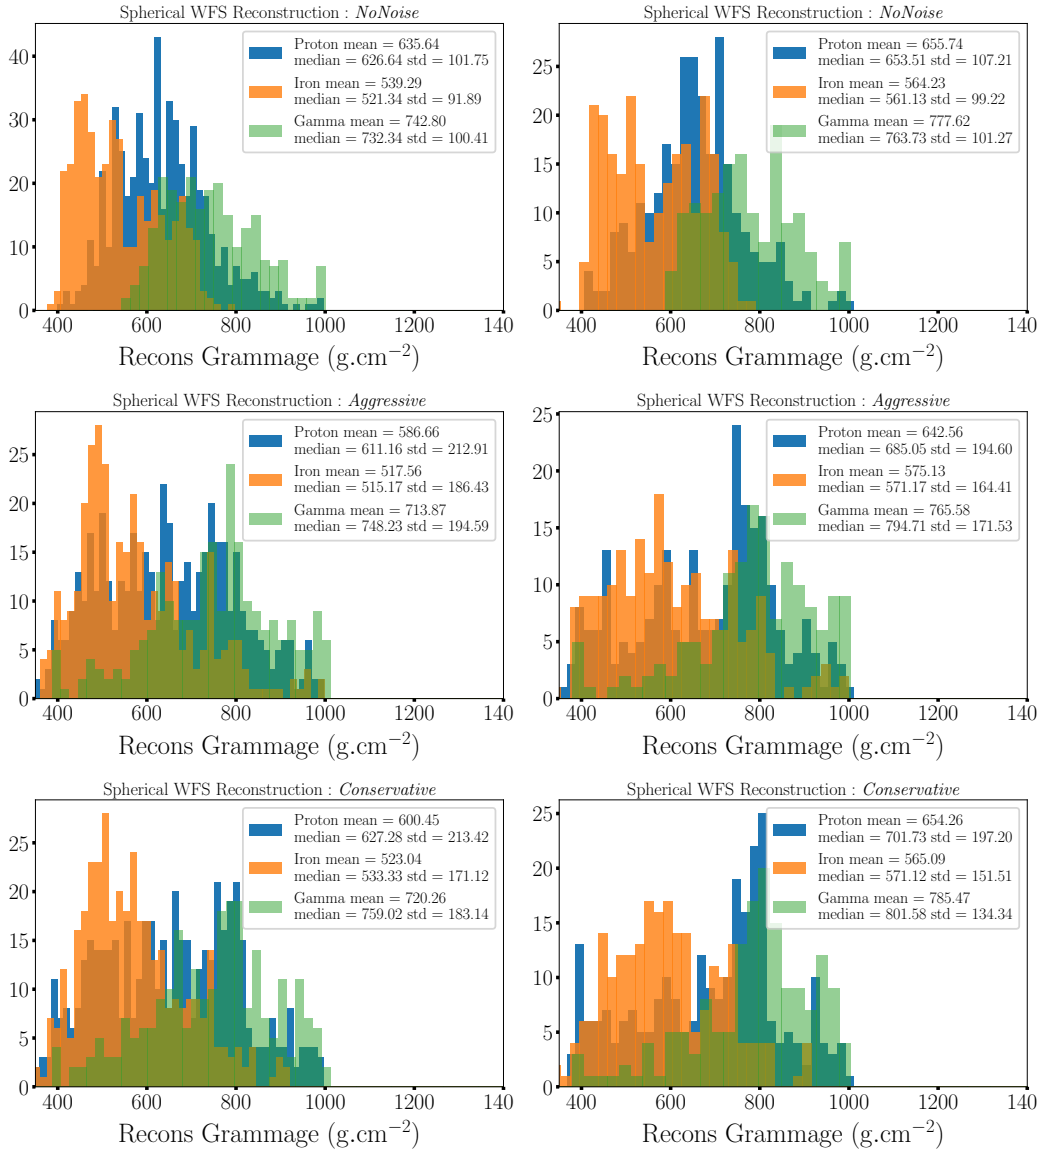 Spherical WFS Reconstruction : NoNoise
Proton mean = 635.64
median = 626.64 std = 101.75
Iron mean = 539.29
median = 521.34 std = 91.89
Gamma mean = 742.80
median = 732.34 std = 100.41
40
30
20
10
0
400 600 800 1000 1200 140
Recons Grammage (g.cm⁻²)
Spherical WFS Reconstruction : NoNoise
Proton mean = 655.74
median = 653.51 std = 107.21
Iron mean = 564.23
median = 561.13 std = 99.22
Gamma mean = 777.62
median = 763.73 std = 101.27
25
20
15
10
5
0
400 600 800 1000 1200 140
Recons Grammage (g.cm⁻²)
Spherical WFS Reconstruction : Aggressive
Proton mean = 586.66
median = 611.16 std = 212.91
Iron mean = 517.56
median = 515.17 std = 186.43
Gamma mean = 713.87
median = 748.23 std = 194.59
25
20
15
10
5
0
400 600 800 1000 1200 140
Recons Grammage (g.cm⁻²)
Spherical WFS Reconstruction : Aggressive
Proton mean = 642.56
median = 685.05 std = 194.60
Iron mean = 575.13
median = 571.17 std = 164.41
Gamma mean = 765.58
median = 794.71 std = 171.53
25
20
15
10
5
0
400 600 800 1000 1200 140
Recons Grammage (g.cm⁻²)
Spherical WFS Reconstruction : Conservative
Proton mean = 600.45
median = 627.28 std = 213.42
Iron mean = 523.04
median = 533.33 std = 171.12
Gamma mean = 720.26
median = 759.02 std = 183.14
25
20
15
10
5
0
400 600 800 1000 1200 140
Recons Grammage (g.cm⁻²)
Spherical WFS Reconstruction : Conservative
Proton mean = 654.26
median = 701.73 std = 197.20
Iron mean = 565.09
median = 571.12 std = 151.51
Gamma mean = 785.47
median = 801.58 std = 134.34
25
20
15
10
5
0
400 600 800 1000 1200 140
Recons Grammage (g.cm⁻²)